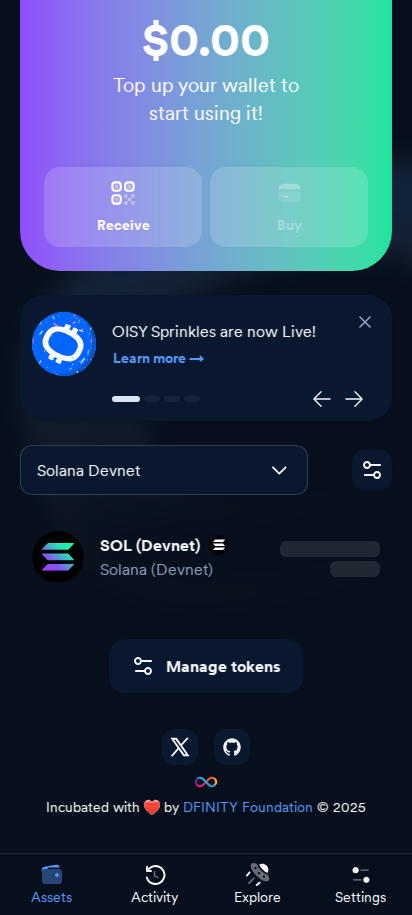 $0.00
Top up your wallet to
start using it!
Receive
Buy
OISY Sprinkles are now Live!
Learn more →
Solana Devnet
SOL (Devnet)
Solana (Devnet)
Manage tokens
Incubated with ❤️ by DFINITY Foundation © 2025
Assets
Activity
Explore
Settings